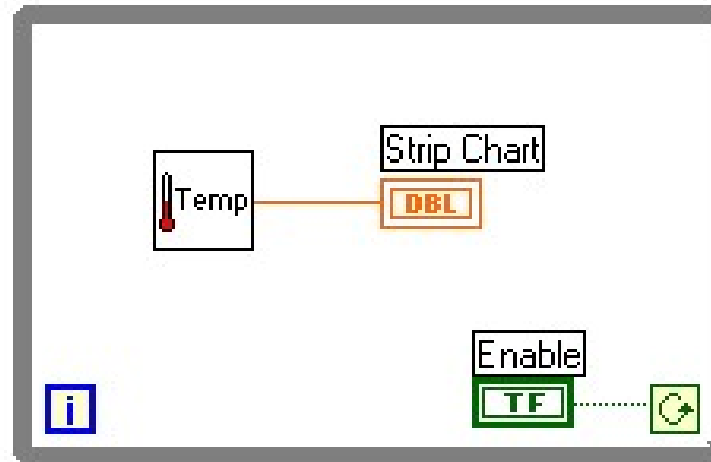 Strip Chart
Temp
DBL
Enable
i
TF